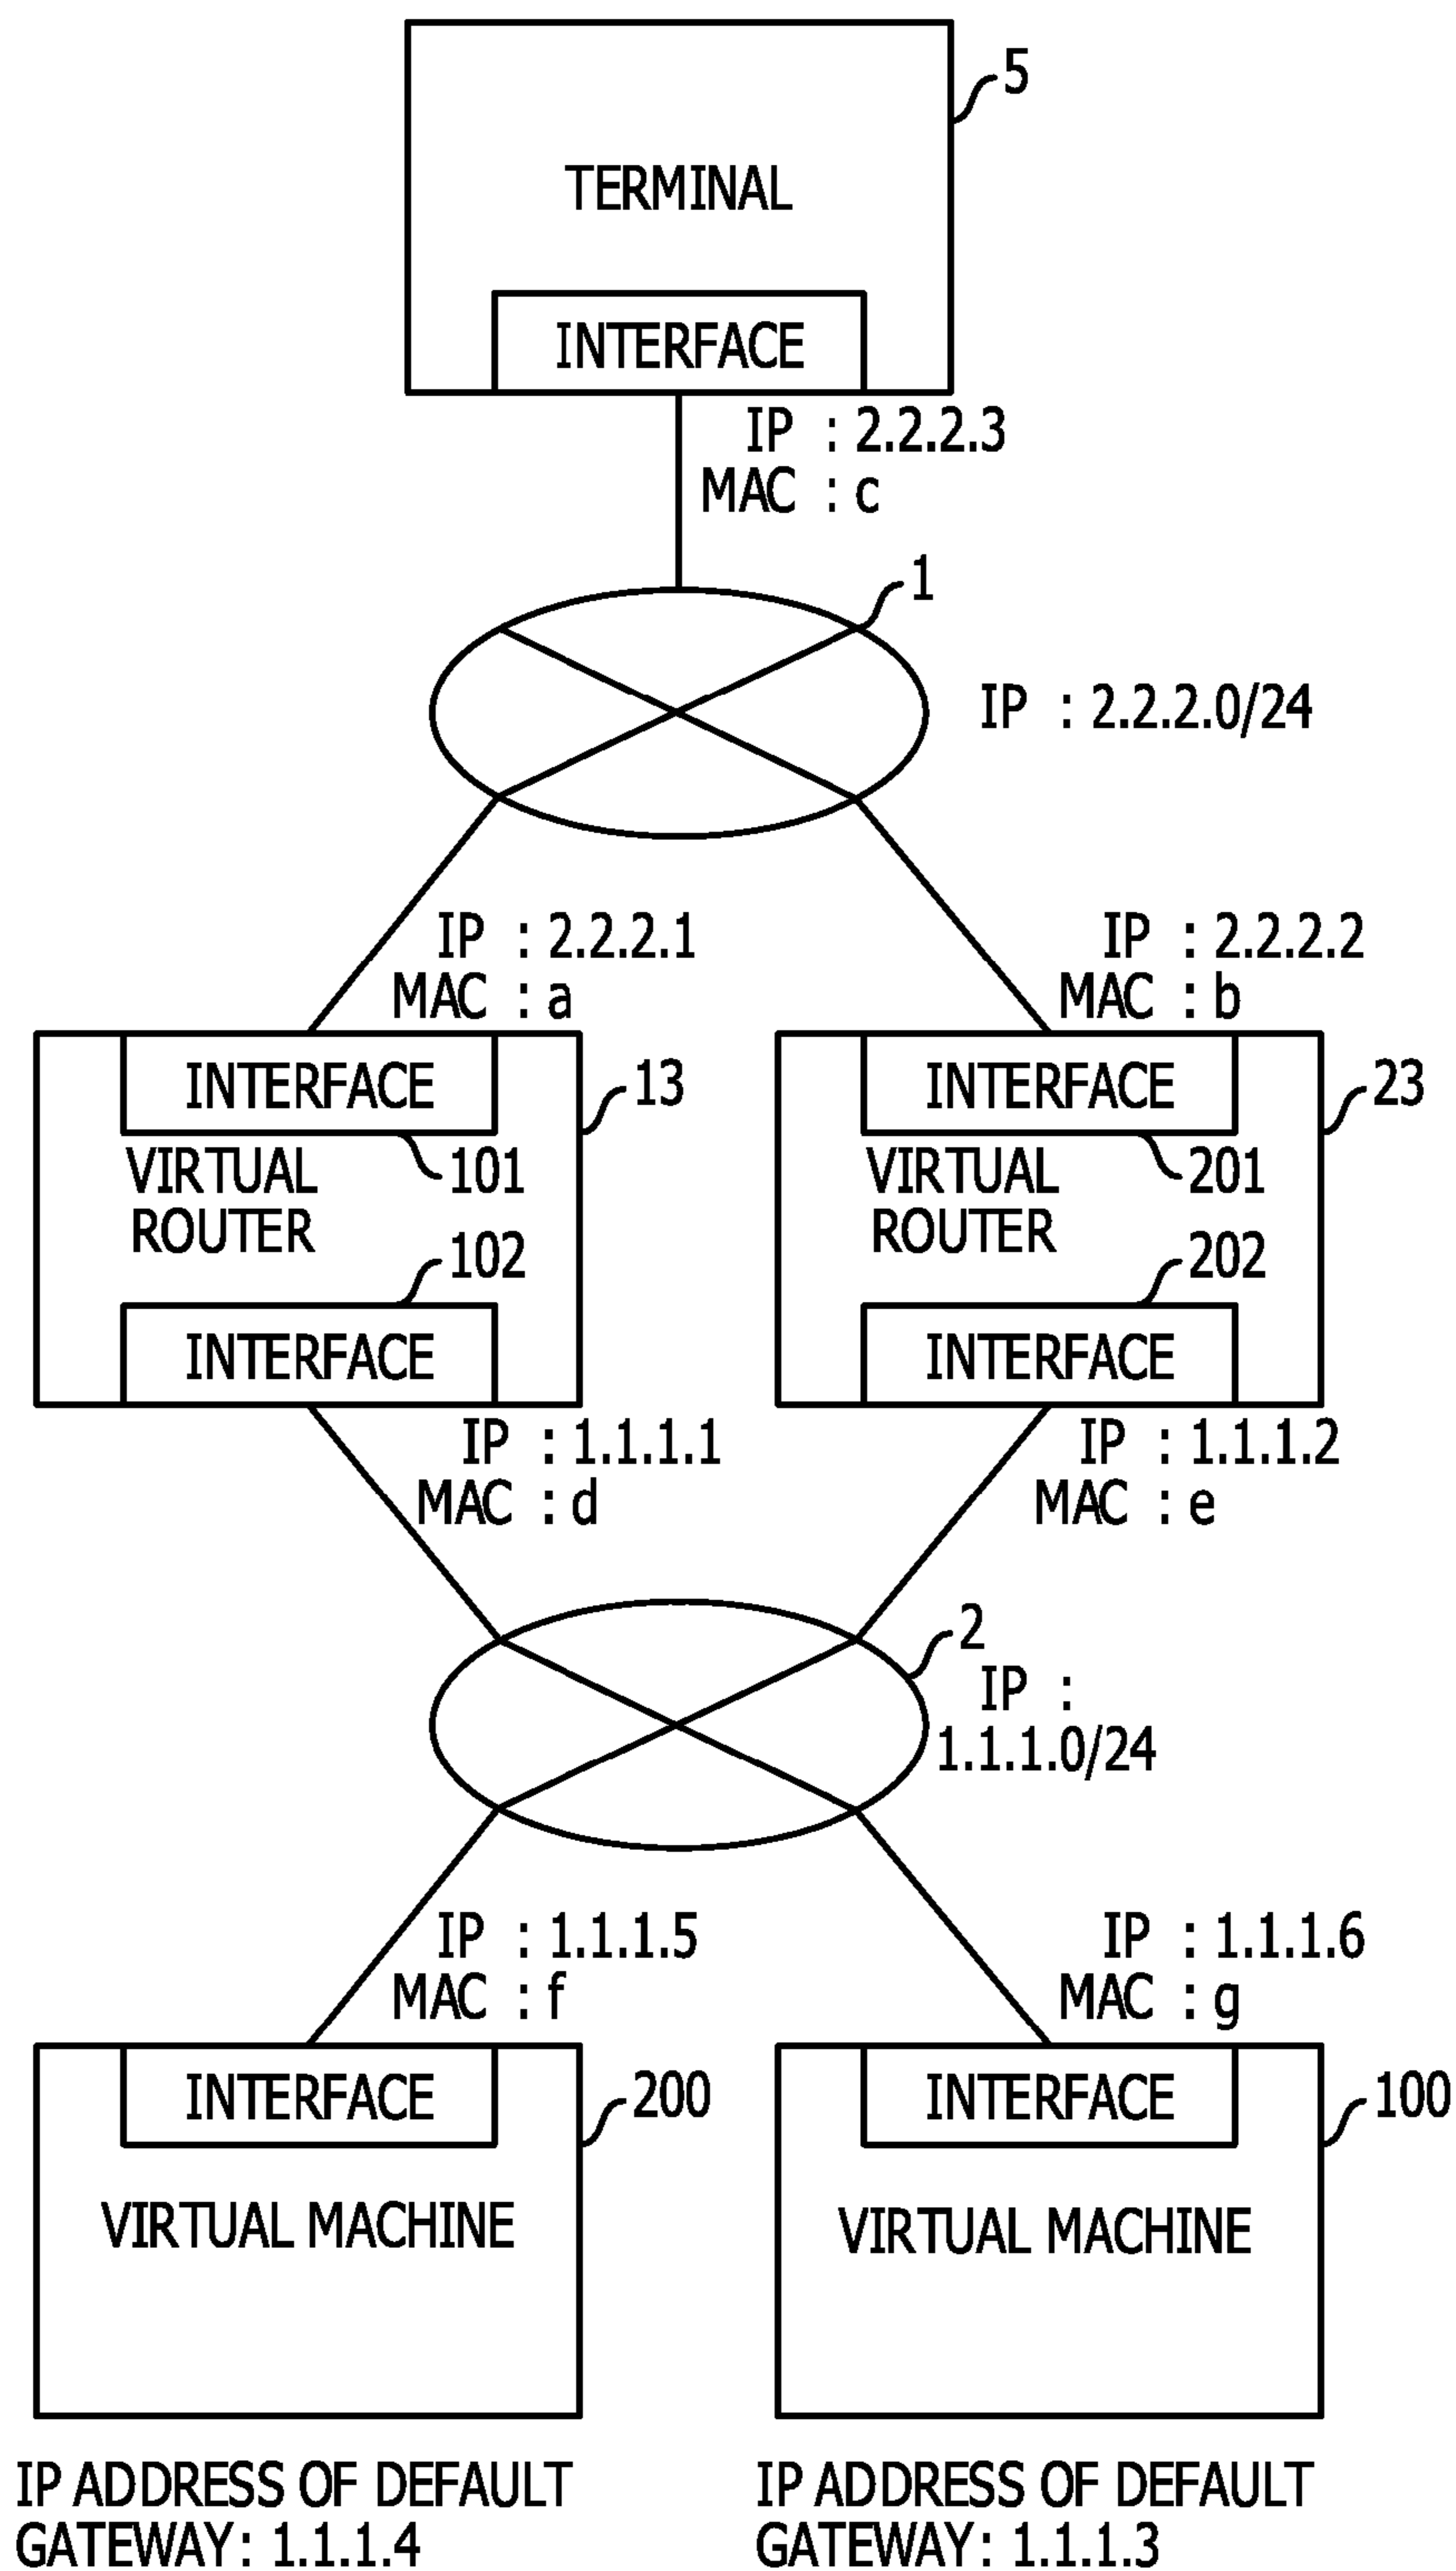 5
TERMINAL
INTERFACE
IP : 2.2.2.3
MAC : c
1
IP : 2.2.2.0/24
IP : 2.2.2.1
MAC : a
IP : 2.2.2.2
MAC : b
INTERFACE
13
101
VIRTUAL
ROUTER
102
INTERFACE
INTERFACE
23
201
VIRTUAL
ROUTER
202
INTERFACE
IP : 1.1.1.1
MAC : d
IP : 1.1.1.2
MAC : e
2
IP :
1.1.1.0/24
IP : 1.1.1.5
MAC : f
IP : 1.1.1.6
MAC : g
INTERFACE
200
VIRTUAL MACHINE
INTERFACE
100
VIRTUAL MACHINE
IP ADDRESS OF DEFAULT
GATEWAY: 1.1.1.4
IP ADDRESS OF DEFAULT
GATEWAY: 1.1.1.3